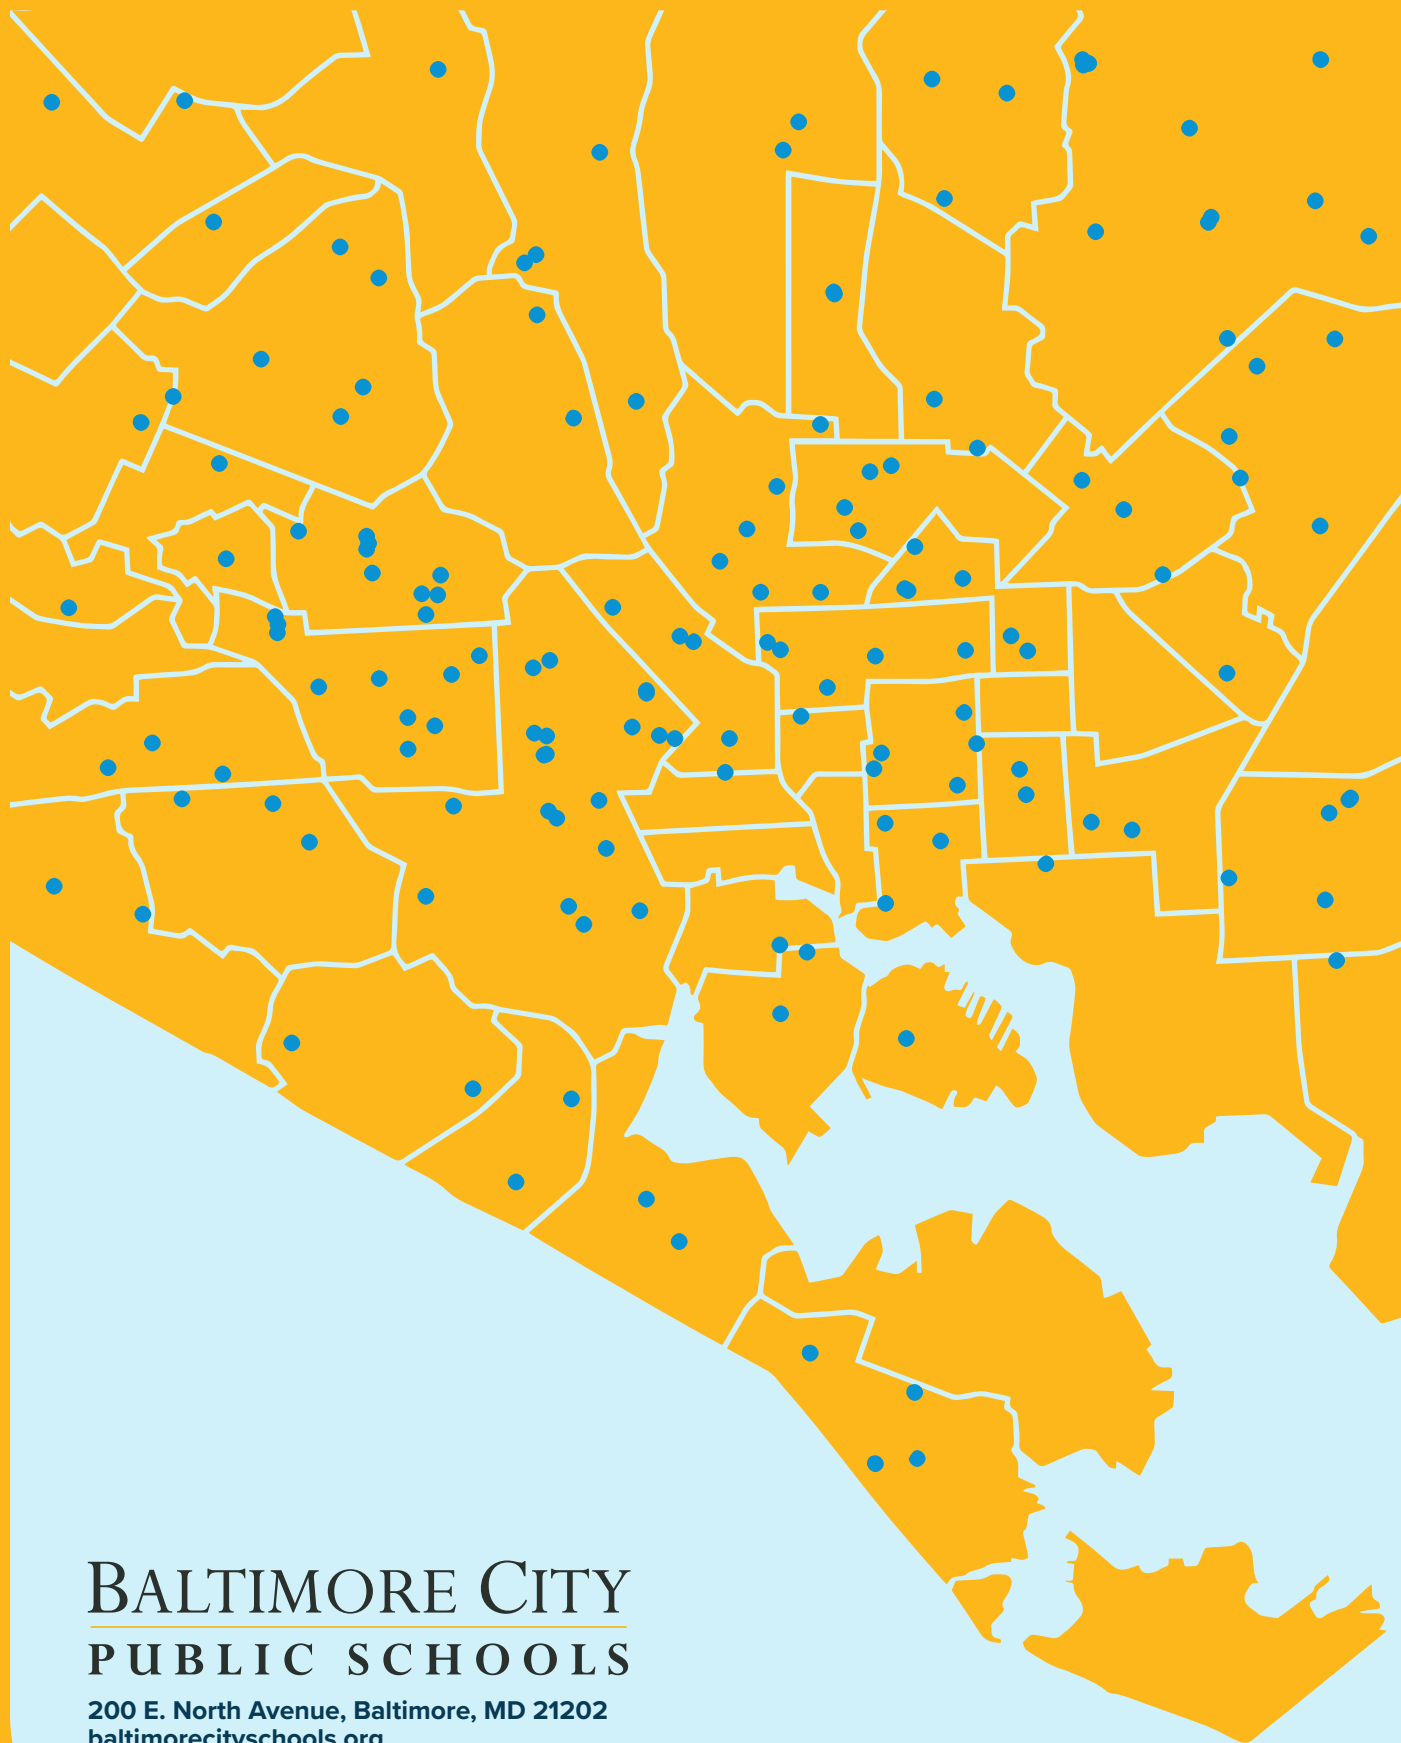 BALTIMORE CITY
PUBLIC SCHOOLS
200 E. North Avenue, Baltimore, MD 21202
baltimorecityschools.org